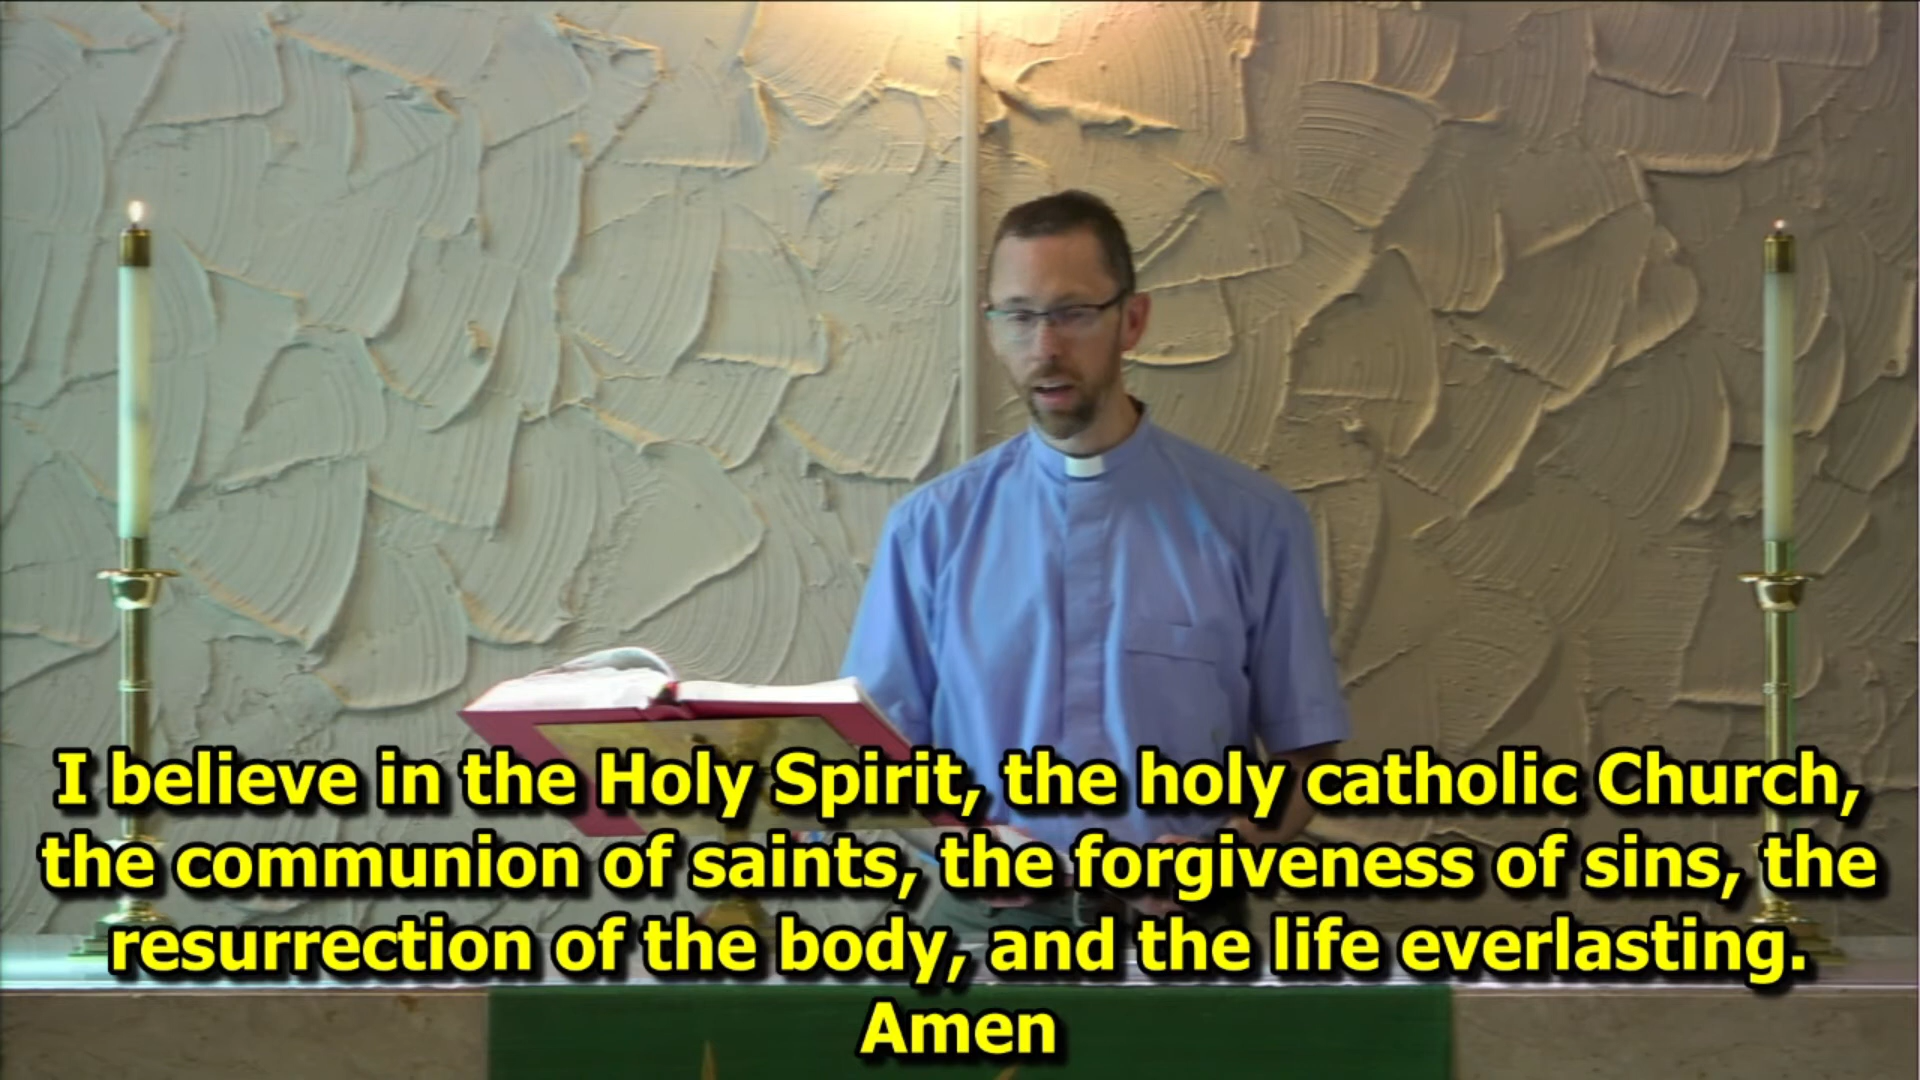 I believe in the Holy Spirit, the holy catholic Church,
the communion of saints, the forgiveness of sins, the
resurrection of the body, and the life everlasting.
Amen